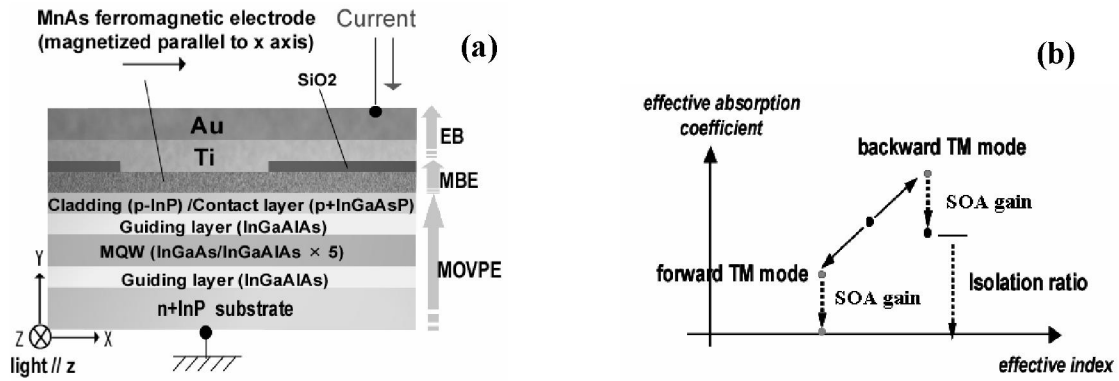 MnAs ferromagnetic electrode
(magnetized parallel to x axis)
Current
(a)
SiO2
Au
Ti
EB
MBE
Cladding (p-InP) /Contact layer (p+InGaAsP)
Guiding layer (InGaAlAs)
MQW (InGaAs/InGaAlAs × 5)
Guiding layer (InGaAlAs)
n+InP substrate
MOVPE
Y
Z
X
light // z
(b)
effective absorption
coefficient
backward TM mode
SOA gain
forward TM mode
SOA gain
Isolation ratio
effective index